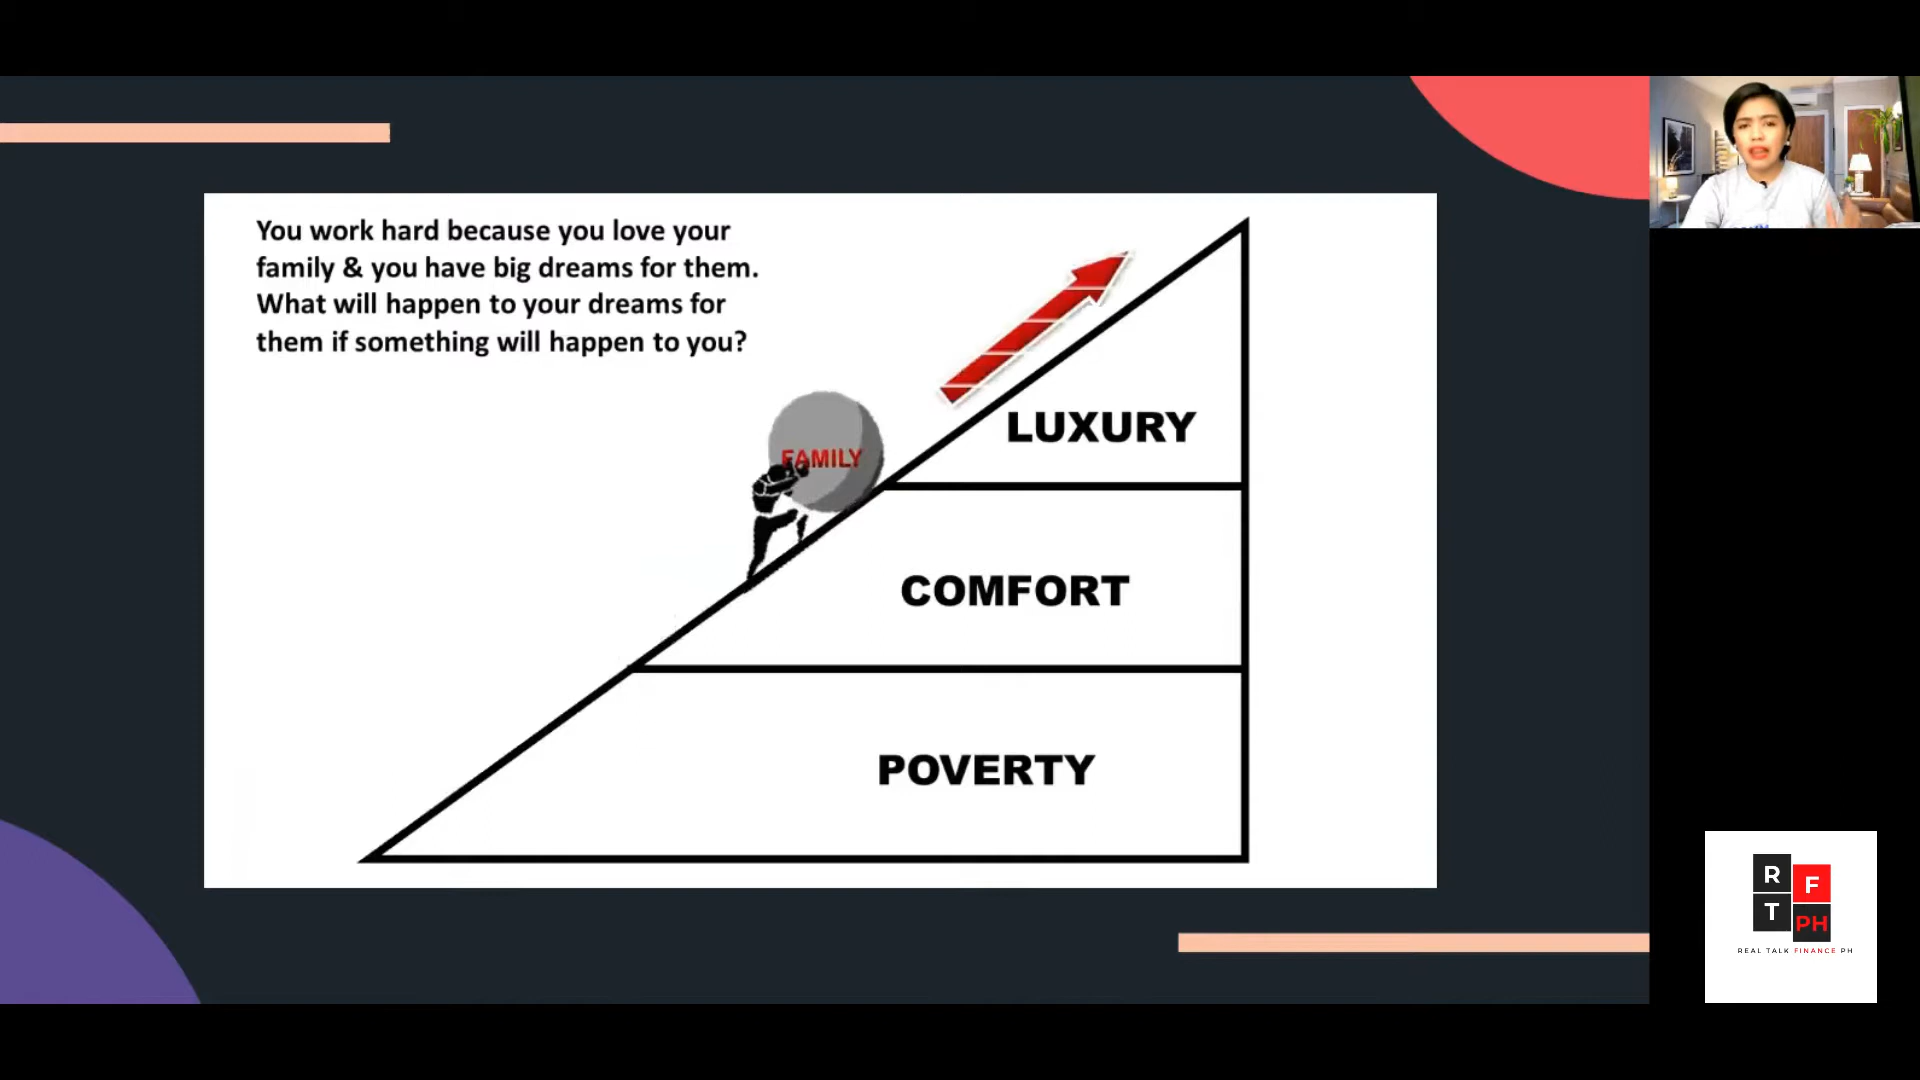 You work hard because you love your
family & you have big dreams for them.
What will happen to your dreams for
them if something will happen to you?
FAMILY
LUXURY
COMFORT
POVERTY
R F
T PH
REAL TALK FINANCE PH